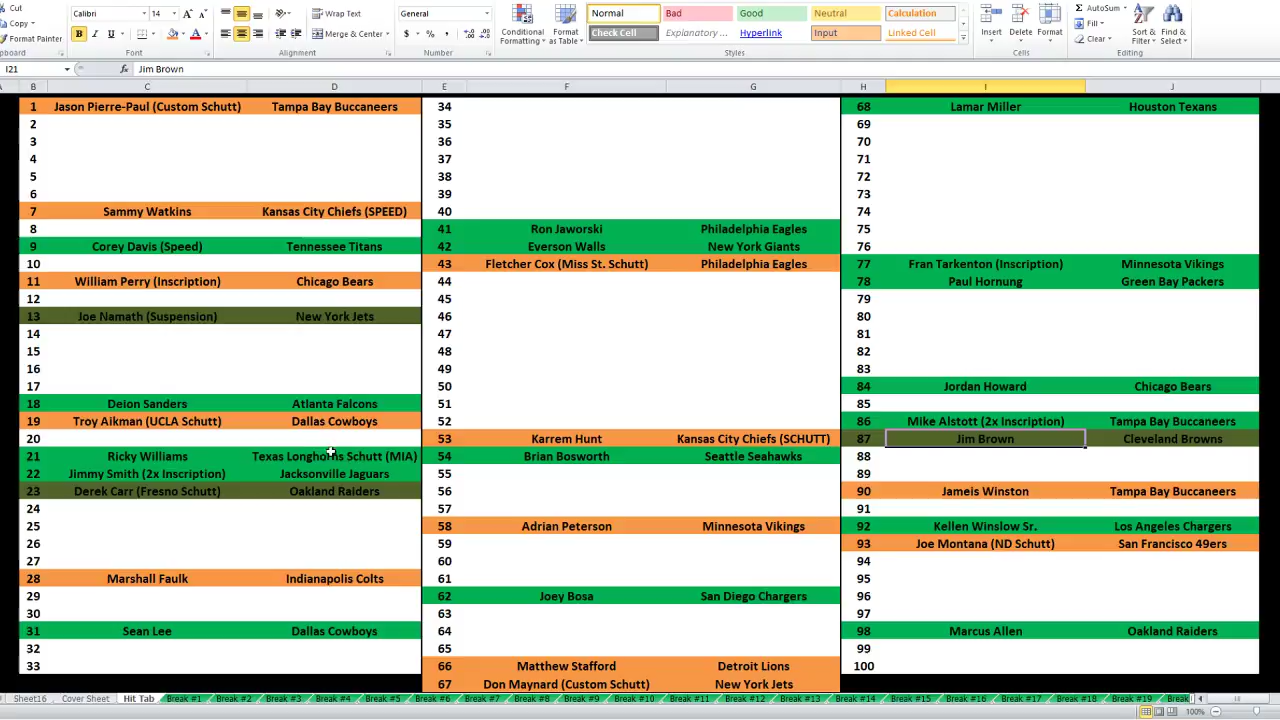 Cut
Calibri 14 A A Wrap Text General Normal Bad Good Neutral Calculation AutoSum
Copy Conditional Format Fill Sort & Find &
Format Painter B I U A Merge & Center $ % , Formatting as Table Check Cell Explanatory ... Hyperlink Input Linked Cell Insert Delete Format Clear Filter Select
Font Alignment Number Styles Cells Editing
I21 fx Jim Brown
B C D E F G H I J
1 Jason Pierre-Paul (Custom Schutt) Tampa Bay Buccaneers 34 68 Lamar Miller Houston Texans
2 35 69
3 36 70
4 37 71
5 38 72
6 39 73
7 Sammy Watkins Kansas City Chiefs (SPEED) 40 74
8 41 Ron Jaworski Philadelphia Eagles 75
9 Corey Davis (Speed) Tennessee Titans 42 Everson Walls New York Giants 76
10 43 Fletcher Cox (Miss St. Schutt) Philadelphia Eagles 77 Fran Tarkenton (Inscription) Minnesota Vikings
11 William Perry (Inscription) Chicago Bears 44 78 Paul Hornung Green Bay Packers
12 45 79
13 Joe Namath (Suspension) New York Jets 46 80
14 47 81
15 48 82
16 49 83
17 50 84 Jordan Howard Chicago Bears
18 Deion Sanders Atlanta Falcons 51 85
19 Troy Aikman (UCLA Schutt) Dallas Cowboys 52 86 Mike Alstott (2x Inscription) Tampa Bay Buccaneers
20 53 Karrem Hunt Kansas City Chiefs (SCHUTT) 87 Jim Brown Cleveland Browns
21 Ricky Williams Texas Longhorns Schutt (MIA) 54 Brian Bosworth Seattle Seahawks 88
22 Jimmy Smith (2x Inscription) Jacksonville Jaguars 55 89
23 Derek Carr (Fresno Schutt) Oakland Raiders 56 90 Jameis Winston Tampa Bay Buccaneers
24 57 91
25 58 Adrian Peterson Minnesota Vikings 92 Kellen Winslow Sr. Los Angeles Chargers
26 59 93 Joe Montana (ND Schutt) San Francisco 49ers
27 60 94
28 Marshall Faulk Indianapolis Colts 61 95
29 62 Joey Bosa San Diego Chargers 96
30 63 97
31 Sean Lee Dallas Cowboys 64 98 Marcus Allen Oakland Raiders
32 65 99
33 66 Matthew Stafford Detroit Lions 100
67 Don Maynard (Custom Schutt) New York Jets
Sheet16 Cover Sheet Hit Tab Break #1 Break #2 Break #3 Break #4 Break #5 Break #6 Break #7 Break #8 Break #9 Break #10 Break #11 Break #12 Break #13 Break #14 Break #15 Break #16 Break #17 Break #18 Break #19 Break
100%